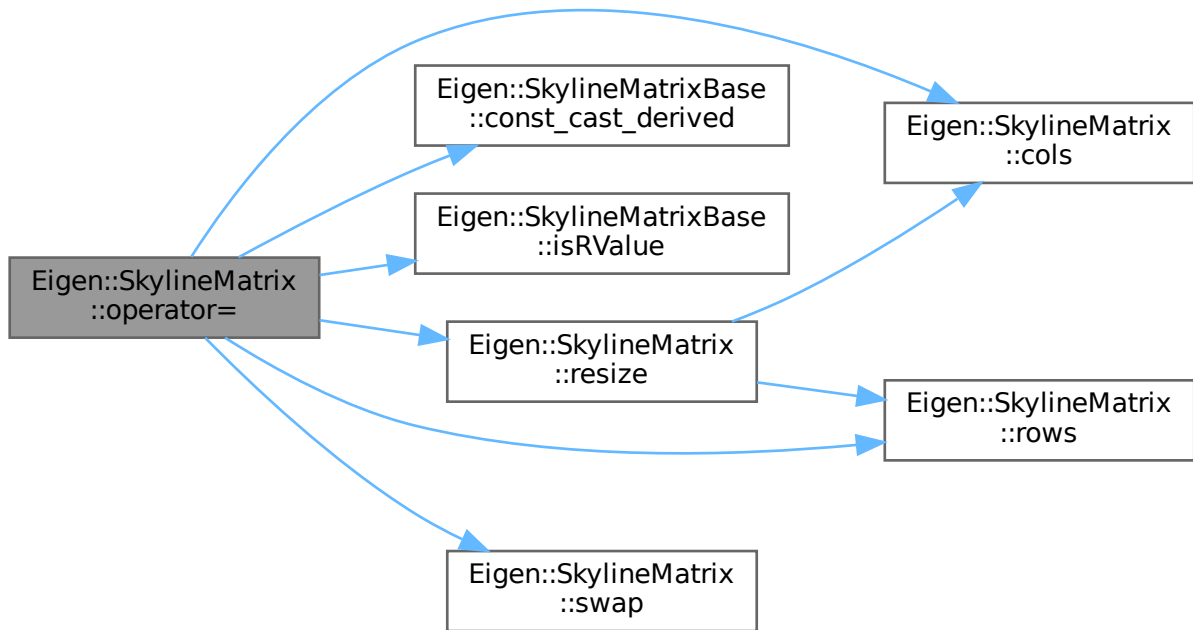 Eigen::SkylineMatrix
::operator=
Eigen::SkylineMatrixBase
::const_cast_derived
Eigen::SkylineMatrixBase
::isRValue
Eigen::SkylineMatrix
::resize
Eigen::SkylineMatrix
::swap
Eigen::SkylineMatrix
::cols
Eigen::SkylineMatrix
::rows